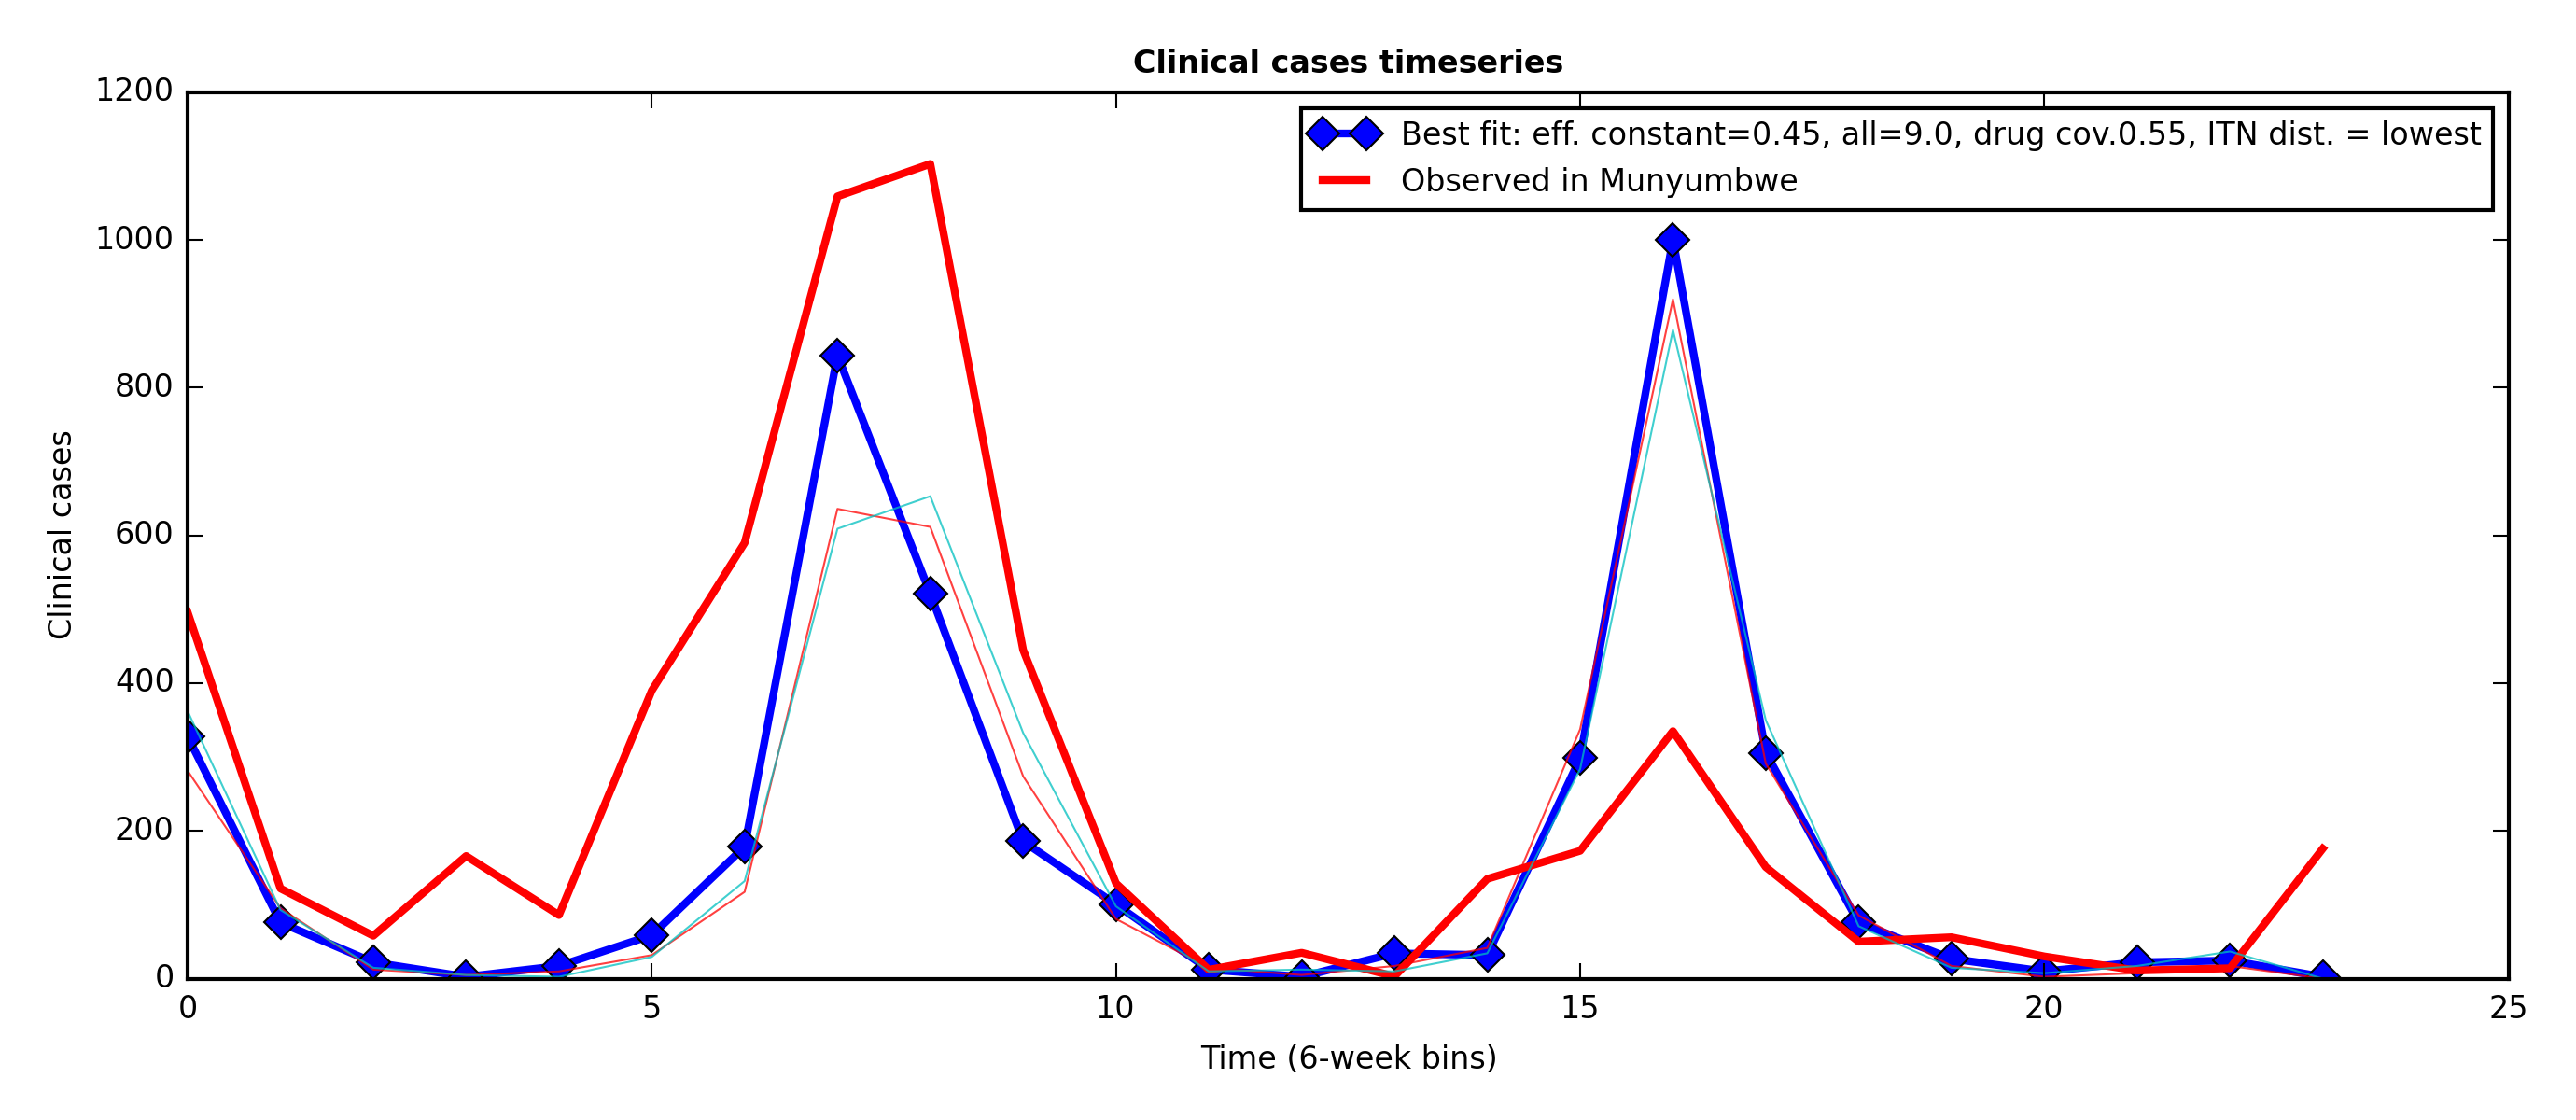 Clinical cases timeseries
1200
1000
800
600
400
200
0
Clinical cases
Best fit: eff. constant=0.45, all=9.0, drug cov.0.55, ITN dist. = lowest
Observed in Munyumbwe
0 5 10 15 20 25
Time (6-week bins)